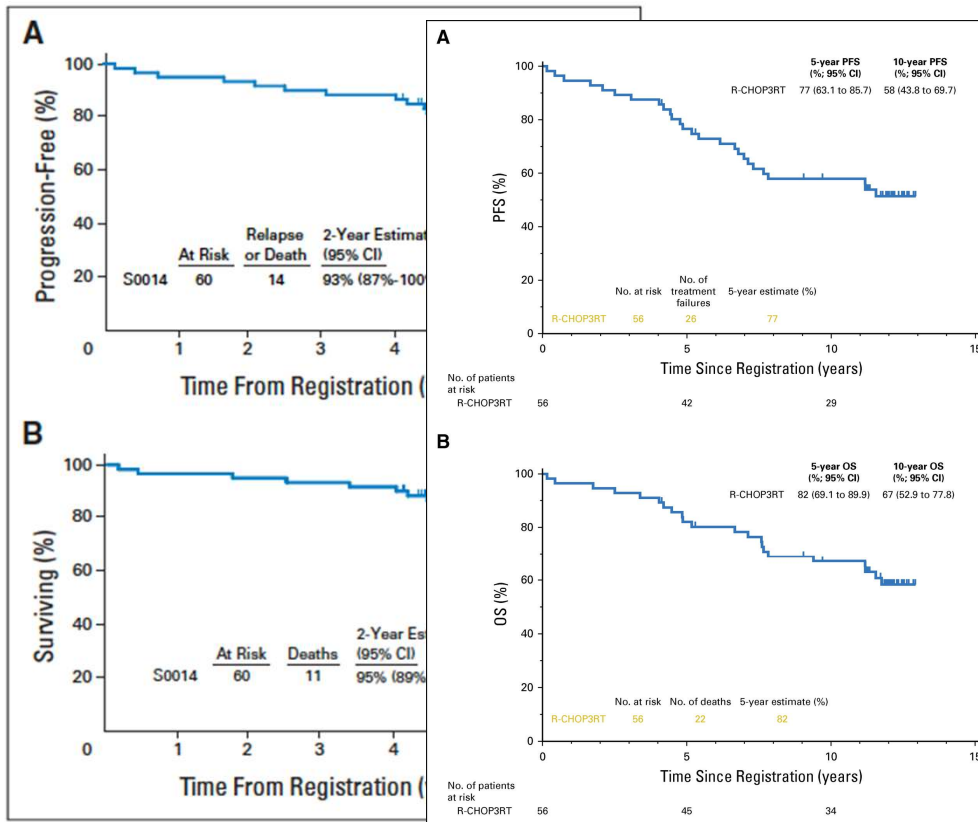 A
100
80
60
40
20
0
Progression-Free (%)
Relapse 2-Year Estimat
At Risk or Death (95% CI)
S0014 60 14 93% (87%-100%
1 2 3 4
Time From Registration (
B
100
80
60
40
20
0
Surviving (%)
2-Year Est
At Risk Deaths (95% CI)
S0014 60 11 95% (89%
1 2 3 4
Time From Registration (
A
5-year PFS 10-year PFS
(%; 95% CI) (%; 95% CI)
R-CHOP3RT 77 (63.1 to 85.7) 58 (43.8 to 69.7)
100
80
60
40
20
0
PFS (%)
No. of
No. at risk treatment 5-year estimate (%)
failures
R-CHOP3RT 56 26 77
0 5 10 15
Time Since Registration (years)
No. of patients
at risk
R-CHOP3RT 56 42 29
B
5-year OS 10-year OS
(%; 95% CI) (%; 95% CI)
R-CHOP3RT 82 (69.1 to 89.9) 67 (52.9 to 77.8)
100
80
60
40
20
0
OS (%)
No. at risk No. of deaths 5-year estimate (%)
R-CHOP3RT 56 22 82
0 5 10 15
Time Since Registration (years)
No. of patients
at risk
R-CHOP3RT 56 45 34